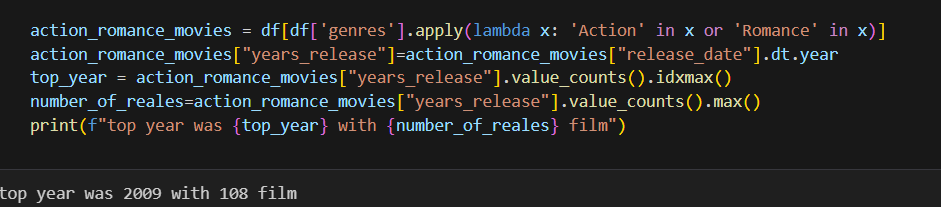 action_romance_movies = df[df['genres'].apply(lambda x: 'Action' in x or 'Romance' in x)]
action_romance_movies["years_release"]=action_romance_movies["release_date"].dt.year
top_year = action_romance_movies["years_release"].value_counts().idxmax()
number_of_reales=action_romance_movies["years_release"].value_counts().max()
print(f"top year was {top_year} with {number_of_reales} film")
top year was 2009 with 108 film